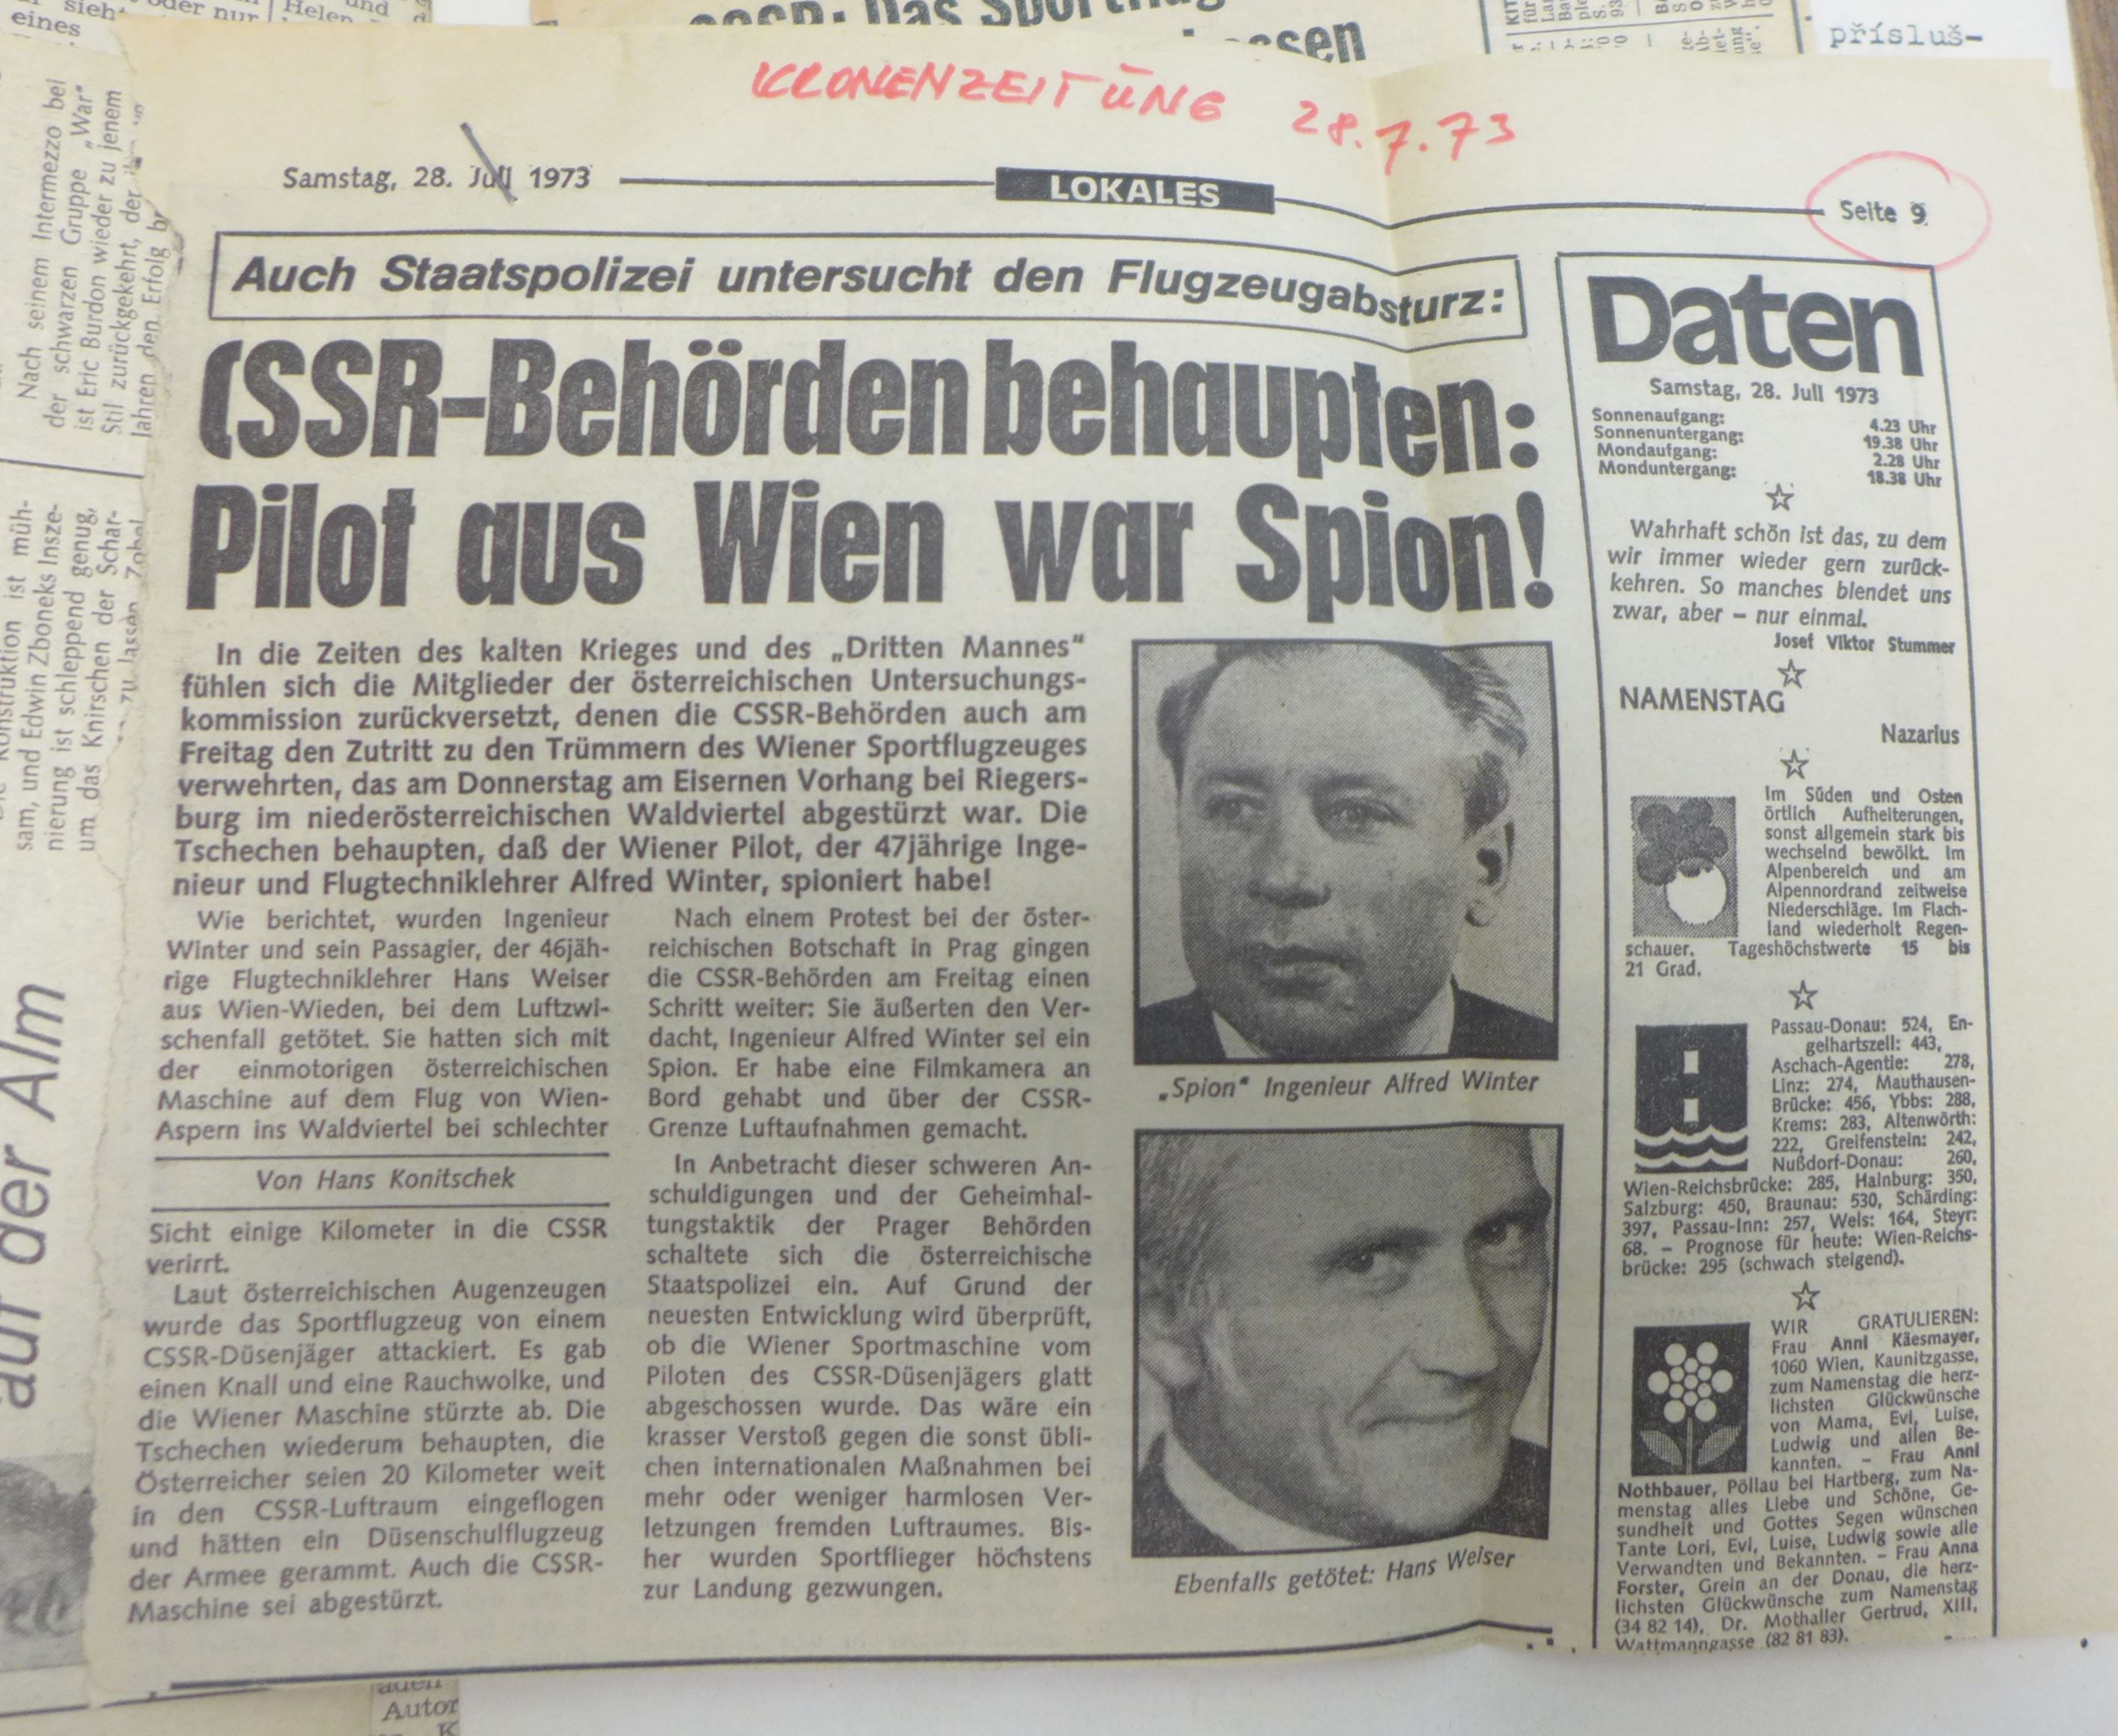 sieht
eines
oder nur
Helen
und
Das
příslus̆-
Nach seinem Intermezzo bei
der schwarzen Gruppe „War“
ist Eric Burdon wieder zu jenem
Stil zurückgekehrt, der
Jahren den Erfolg
ist müh-
sam, und Edwin Zboneks Insze-
nierung ist schleppend genug,
um das Knirschen der Schar-
zu lassen. Zobel
auf der Alm
KRONENZEITUNG 28.7.73
Samstag, 28. Juli 1973
LOKALES
Seite 9
Auch Staatspolizei untersucht den Flugzeugabsturz:
CSSR-Behörden behaupten:
Pilot aus Wien war Spion!
In die Zeiten des kalten Krieges und des „Dritten Mannes“
fühlen sich die Mitglieder der österreichischen Untersuchungs-
kommission zurückversetzt, denen die CSSR-Behörden auch am
Freitag den Zutritt zu den Trümmern des Wiener Sportflugzeuges
verwehrten, das am Donnerstag am Eisernen Vorhang bei Riegers-
burg im niederösterreichischen Waldviertel abgestürzt war. Die
Tschechen behaupten, daß der Wiener Pilot, der 47jährige Inge-
nieur und Flugtechniklehrer Alfred Winter, spioniert habe!
Wie berichtet, wurden Ingenieur
Winter und sein Passagier, der 46jäh-
rige Flugtechniklehrer Hans Weiser
aus Wien-Wieden, bei dem Luftzwi-
schenfall getötet. Sie hatten sich mit
der einmotorigen österreichischen
Maschine auf dem Flug von Wien-
Aspern ins Waldviertel bei schlechter
Von Hans Konitschek
Sicht einige Kilometer in die CSSR
verirrt.
Laut österreichischen Augenzeugen
wurde das Sportflugzeug von einem
CSSR-Düsenjäger attackiert. Es gab
einen Knall und eine Rauchwolke, und
die Wiener Maschine stürzte ab. Die
Tschechen wiederum behaupten, die
Österreicher seien 20 Kilometer weit
in den CSSR-Luftraum eingeflogen
und hätten ein Düsenschulflugzeug
der Armee gerammt. Auch die CSSR-
Maschine sei abgestürzt.
Nach einem Protest bei der öster-
reichischen Botschaft in Prag gingen
die CSSR-Behörden am Freitag einen
Schritt weiter: Sie äußerten den Ver-
dacht, Ingenieur Alfred Winter sei ein
Spion. Er habe eine Filmkamera an
Bord gehabt und über der CSSR-
Grenze Luftaufnahmen gemacht.
In Anbetracht dieser schweren An-
schuldigungen und der Geheimhal-
tungstaktik der Prager Behörden
schaltete sich die österreichische
Staatspolizei ein. Auf Grund der
neuesten Entwicklung wird überprüft,
ob die Wiener Sportmaschine vom
Piloten des CSSR-Düsenjägers glatt
abgeschossen wurde. Das wäre ein
krasser Verstoß gegen die sonst übli-
chen internationalen Maßnahmen bei
mehr oder weniger harmlosen Ver-
letzungen fremden Luftraumes. Bis-
her wurden Sportflieger höchstens
zur Landung gezwungen.
„Spion“ Ingenieur Alfred Winter
Ebenfalls getötet: Hans Weiser
Daten
Samstag, 28. Juli 1973
Sonnenaufgang: 4.23 Uhr
Sonnenuntergang: 19.38 Uhr
Mondaufgang: 2.28 Uhr
Monduntergang: 18.38 Uhr
Wahrhaft schön ist das, zu dem
wir immer wieder gern zurück-
kehren. So manches blendet uns
zwar, aber – nur einmal.
Josef Viktor Stummer
NAMENSTAG
Nazarius
Im Süden und Osten
örtlich Aufheiterungen,
sonst allgemein stark bis
wechselnd bewölkt. Im
Alpenbereich und am
Alpennordrand zeitweise
Niederschläge. Im Flach-
land wiederholt Regen-
schauer. Tageshöchstwerte 15 bis
21 Grad.
Passau-Donau: 524, En-
gelhartszell: 443,
Aschach-Agentie: 278,
Linz: 274, Mauthausen-
Brücke: 456, Ybbs: 288,
Krems: 283, Altenwörth:
222, Greifenstein: 242,
Nußdorf-Donau: 260,
Wien-Reichsbrücke: 285, Hainburg: 350,
Salzburg: 450, Braunau: 530, Schärding:
397, Passau-Inn: 257, Wels: 164, Steyr:
68. – Prognose für heute: Wien-Reichs-
brücke: 295 (schwach steigend).
WIR GRATULIEREN:
Frau Anni Käesmayer,
1060 Wien, Kaunitzgasse,
zum Namenstag die herz-
lichsten Glückwünsche
von Mama, Evi, Luise,
Ludwig und allen Be-
kannten. – Frau Anni
Nothbauer, Pöllau bei Hartberg, zum Na-
menstag alles Liebe und Schöne, Ge-
sundheit und Gottes Segen wünschen
Tante Lori, Evi, Luise, Ludwig sowie alle
Verwandten und Bekannten. – Frau Anna
Forster, Grein an der Donau, die herz-
lichsten Glückwünsche zum Namenstag
(34 82 14), Dr. Mothaller Gertrud, XIII,
Wattmanngasse (82 81 83).
Autor
K